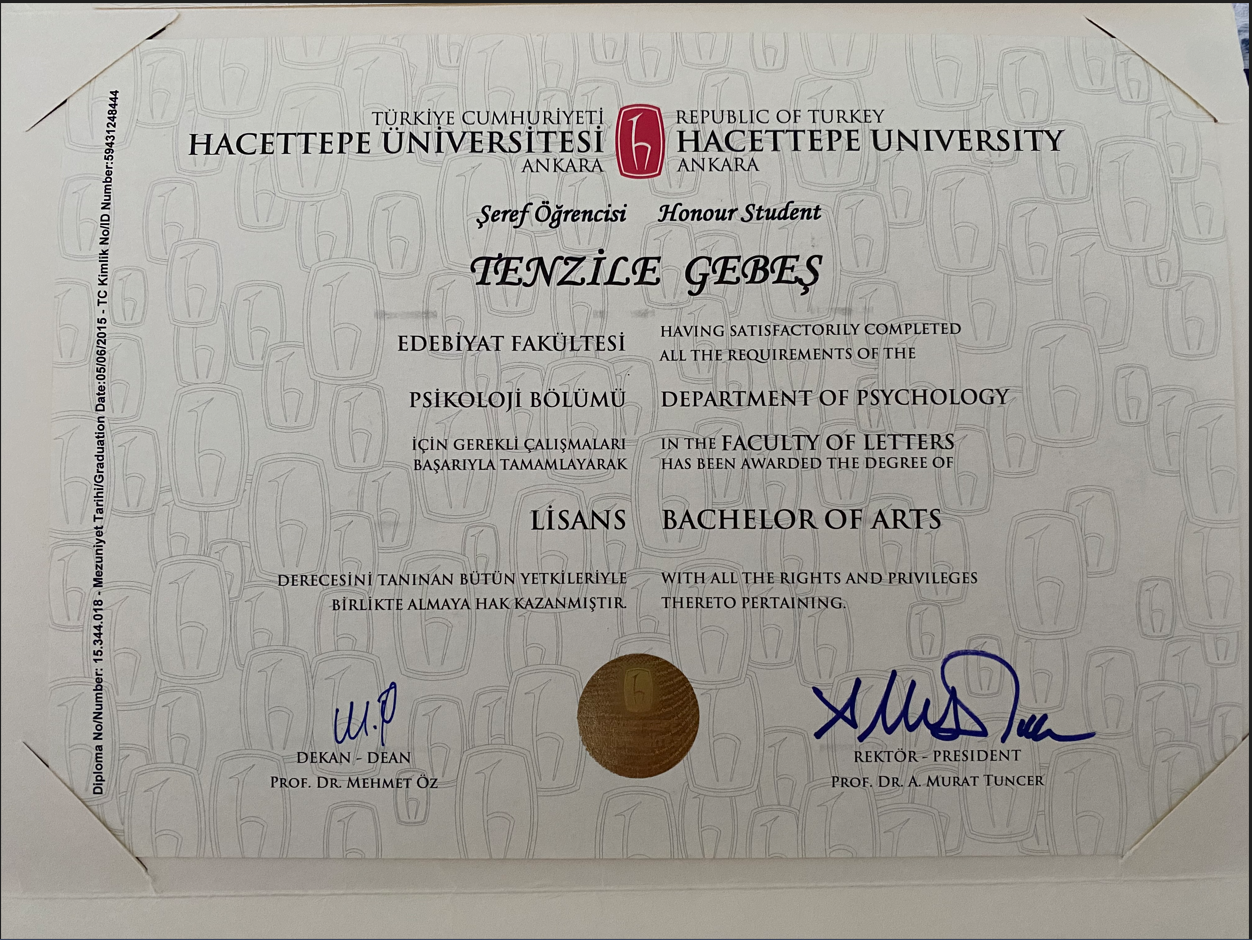 TÜRKİYE CUMHURİYETİ
HACETTEPE ÜNİVERSİTESİ
ANKARA
REPUBLIC OF TURKEY
HACETTEPE UNIVERSITY
ANKARA
Şeref Öğrencisi Honour Student
TENZİLE GEBEŞ
EDEBİYAT FAKÜLTESİ
PSİKOLOJİ BÖLÜMÜ
İÇİN GEREKLİ ÇALIŞMALARI
BAŞARIYLA TAMAMLAYARAK
LİSANS
DERECESİNİ TANINAN BÜTÜN YETKİLERİYLE
BİRLİKTE ALMAYA HAK KAZANMIŞTIR.
HAVING SATISFACTORILY COMPLETED
ALL THE REQUIREMENTS OF THE
DEPARTMENT OF PSYCHOLOGY
IN THE FACULTY OF LETTERS
HAS BEEN AWARDED THE DEGREE OF
BACHELOR OF ARTS
WITH ALL THE RIGHTS AND PRIVILEGES
THERETO PERTAINING.
DEKAN - DEAN
PROF. DR. MEHMET ÖZ
REKTÖR - PRESIDENT
PROF. DR. A. MURAT TUNCER
Diploma No/Number: 15.344.018 - Mezuniyet Tarihi/Graduation Date:05/06/2015 - TC Kimlik No/ID Number:59431248444